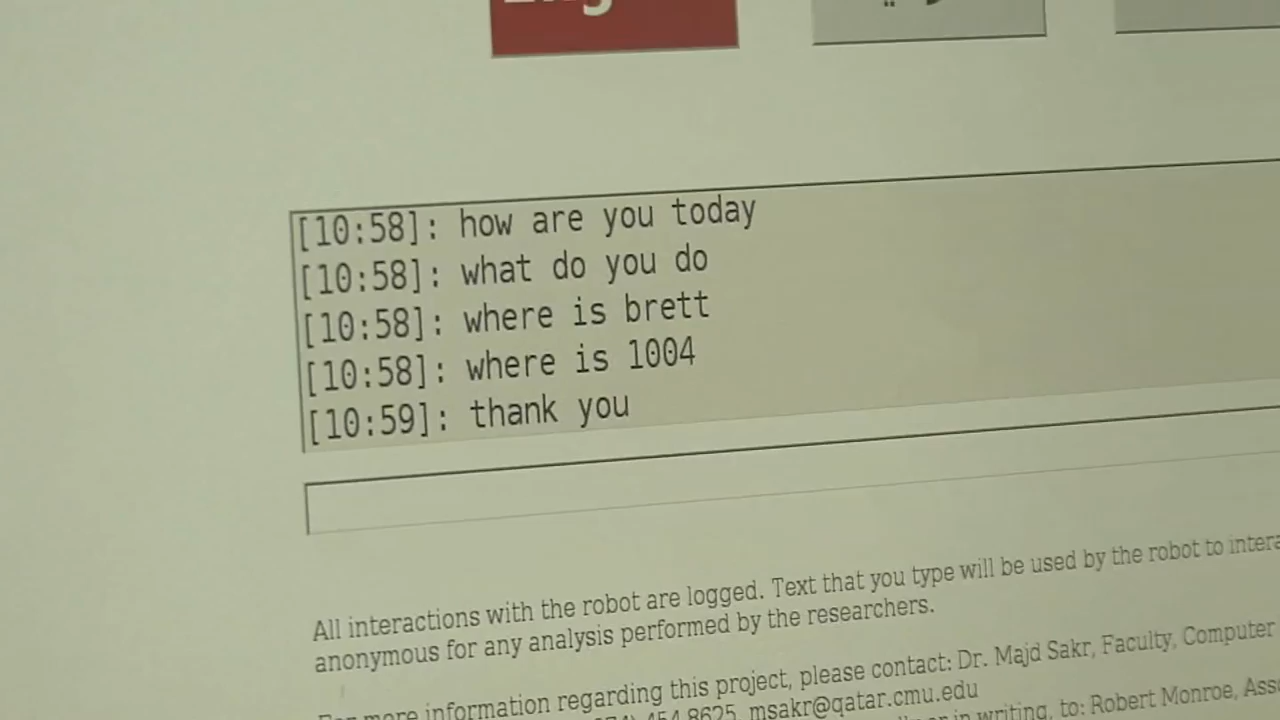 [10:58]: how are you today
[10:58]: what do you do
[10:58]: where is brett
[10:58]: where is 1004
[10:59]: thank you
All interactions with the robot are logged. Text that you type will be used by the robot to
anonymous for any analysis performed by the researchers.
more information regarding this project, please contact: Dr. Majd Sakr, Faculty, Computer
454 8625, msakr@qatar.cmu.edu
in writing, to: Robert Monroe,